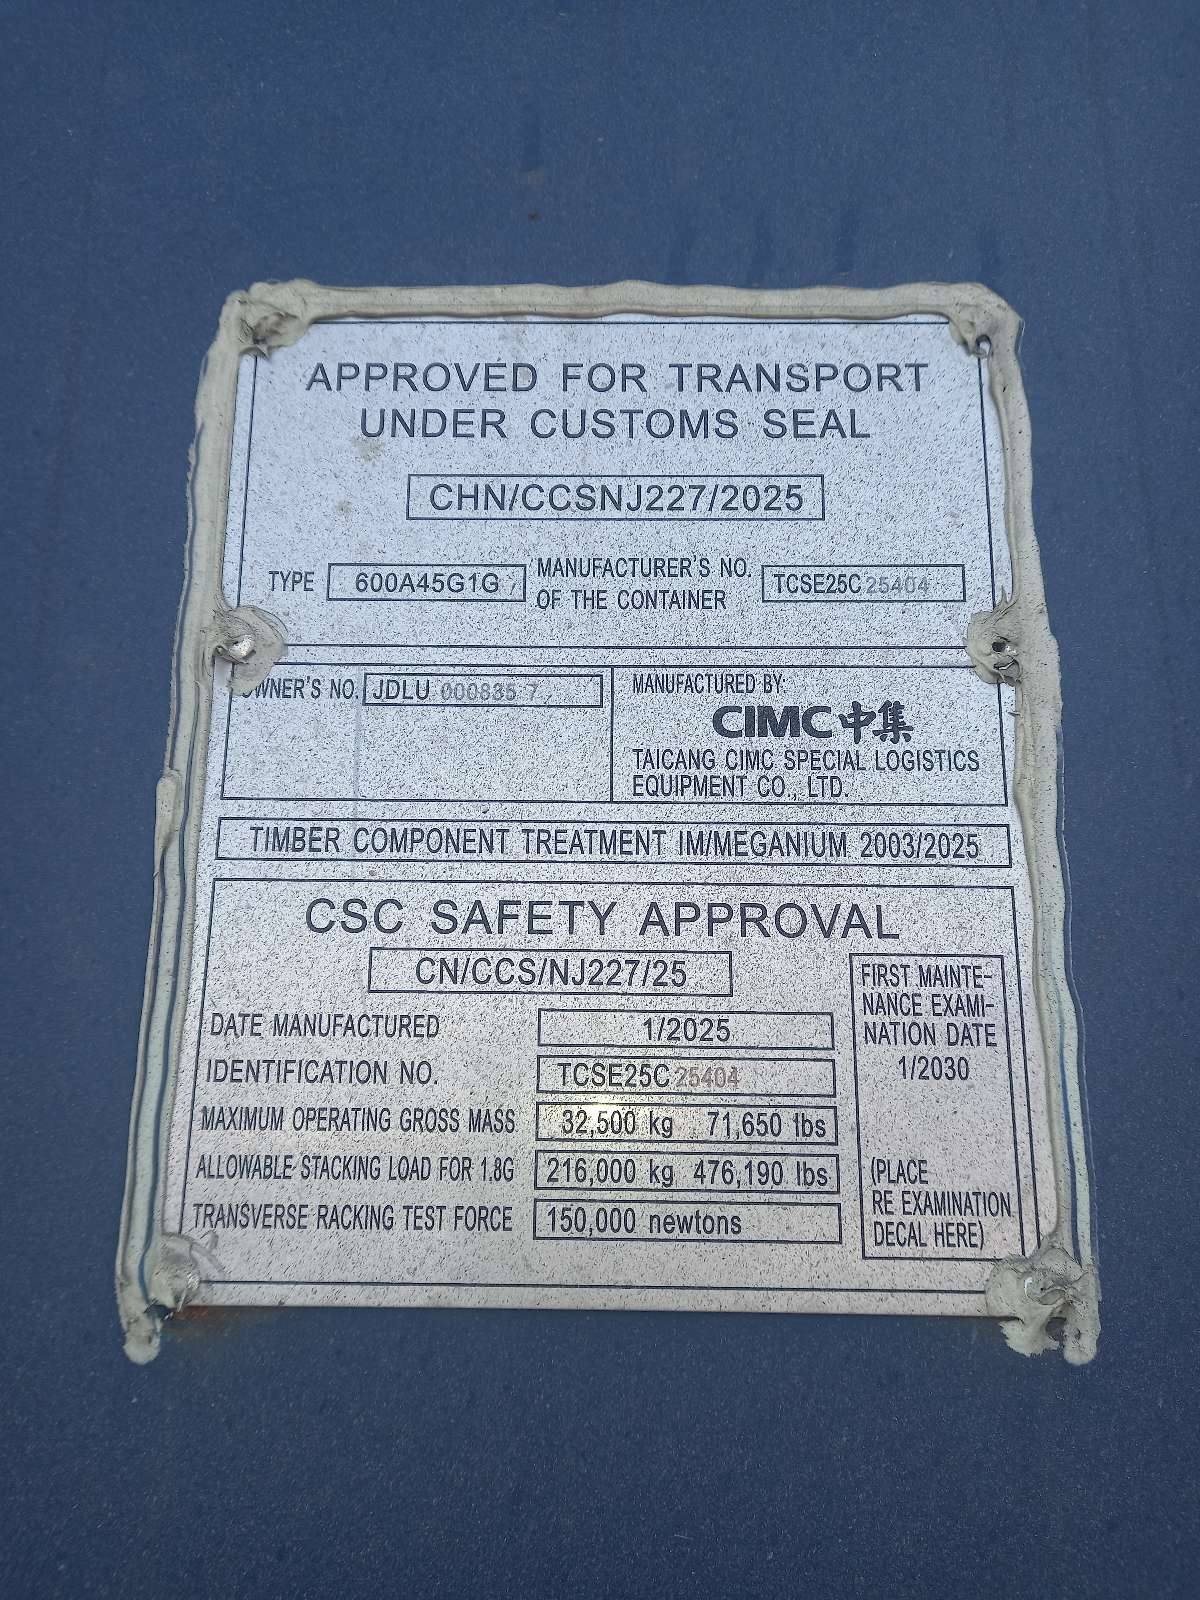 APPROVED FOR TRANSPORT
UNDER CUSTOMS SEAL
CHN/CCSNJ227/2025
TYPE 600A45G1G MANUFACTURER'S NO. OF THE CONTAINER TCSE25C25404
OWNER'S NO. JDLU 000835 7
MANUFACTURED BY:
CIMC中集
TAICANG CIMC SPECIAL LOGISTICS
EQUIPMENT CO., LTD.
TIMBER COMPONENT TREATMENT IM/MEGANIUM 2003/2025
CSC SAFETY APPROVAL
CN/CCS/NJ227/25
DATE MANUFACTURED 1/2025
IDENTIFICATION NO. TCSE25C25404
MAXIMUM OPERATING GROSS MASS 32,500 kg 71,650 lbs
ALLOWABLE STACKING LOAD FOR 1.8G 216,000 kg 476,190 lbs
TRANSVERSE RACKING TEST FORCE 150,000 newtons
FIRST MAINTE-
NANCE EXAMI-
NATION DATE
1/2030
(PLACE
RE EXAMINATION
DECAL HERE)